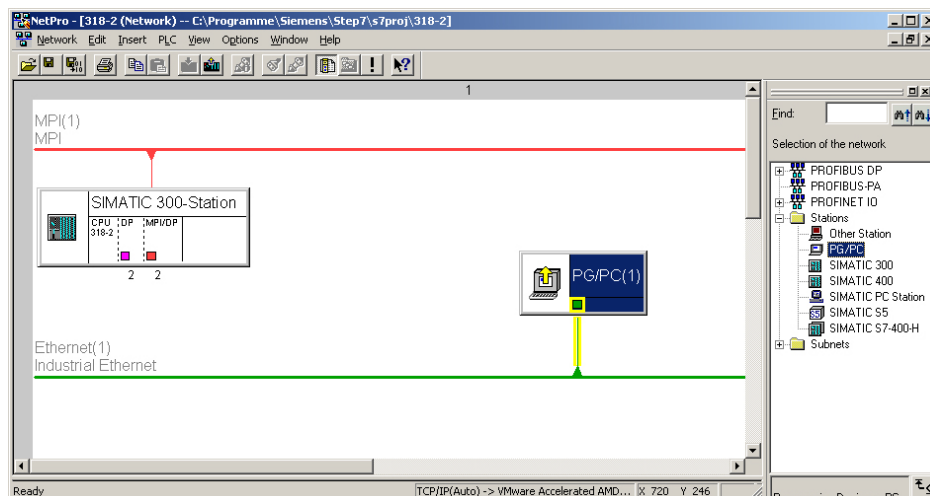 NetPro - [318-2 (Network) -- C:\Programme\Siemens\Step7\s7proj\318-2]
Network Edit Insert PLC View Options Window Help
1
MPI(1)
MPI
SIMATIC 300-Station
CPU DP MPI/DP
318-2
2 2
PG/PC(1)
Ethernet(1)
Industrial Ethernet
Find:
Selection of the network
PROFIBUS DP
PROFIBUS-PA
PROFINET IO
Stations
Other Station
PG/PC
SIMATIC 300
SIMATIC 400
SIMATIC PC Station
SIMATIC S5
SIMATIC S7-400-H
Subnets
Ready
TCP/IP(Auto) -> VMware Accelerated AMD... X 720 Y 246